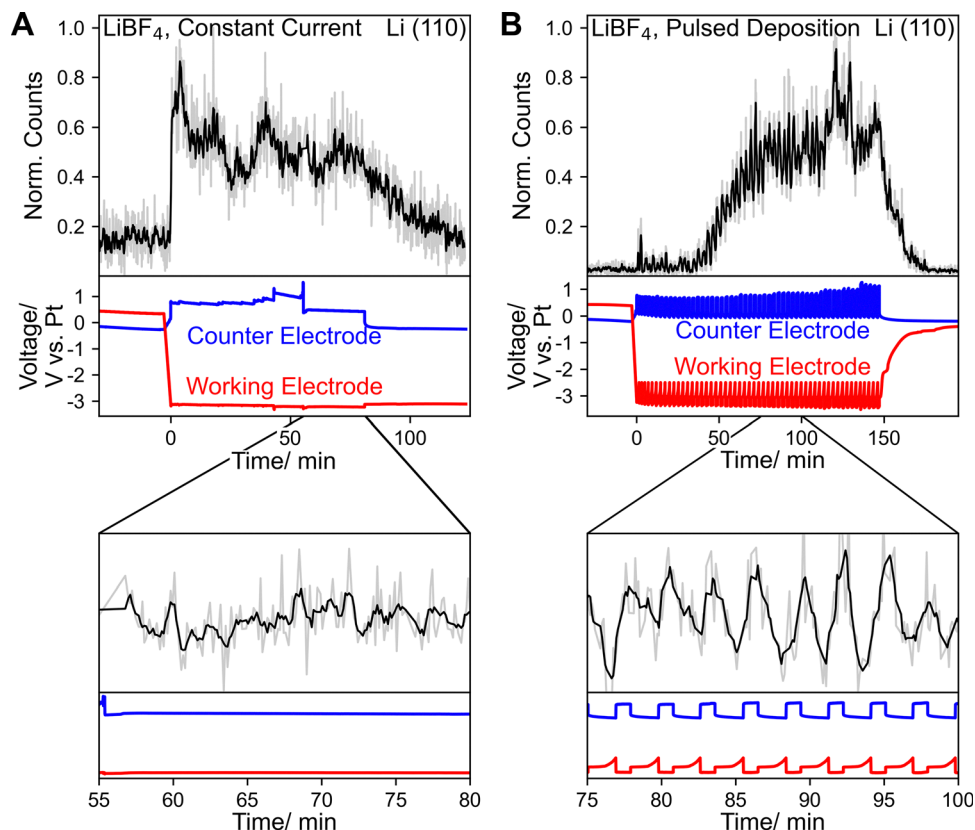 A
LiBF4, Constant Current Li (110)
1.0
0.8
0.6
0.4
0.2
Norm. Counts
1
0
-1
-2
-3
Voltage/
V vs. Pt
Counter Electrode
Working Electrode
0 50 100
Time/ min
55 60 65 70 75 80
Time/ min
B
LiBF4, Pulsed Deposition Li (110)
1.0
0.8
0.6
0.4
0.2
Norm. Counts
1
0
-1
-2
-3
Voltage/
V vs. Pt
Counter Electrode
Working Electrode
0 50 100 150
Time/ min
75 80 85 90 95 100
Time/ min